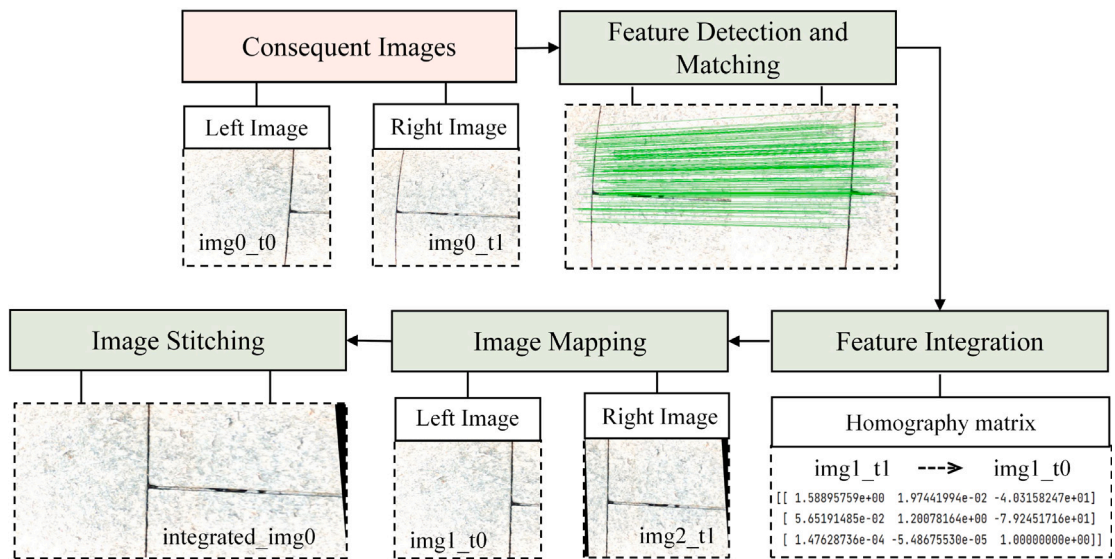 Consequent Images
Feature Detection and
Matching
Left Image
Right Image
img0_t0
img0_t1
Image Stitching
Image Mapping
Feature Integration
Left Image
Right Image
Homography matrix
img1_t1
img1_t0
[[ 1.58895759e+00 1.97441994e-02 -4.03158247e+01]
[ 5.65191485e-02 1.20078164e+00 -7.92451716e+01]
[ 1.47628736e-04 -5.48675530e-05 1.00000000e+00]]
integrated_img0
img1_t0
img2_t1